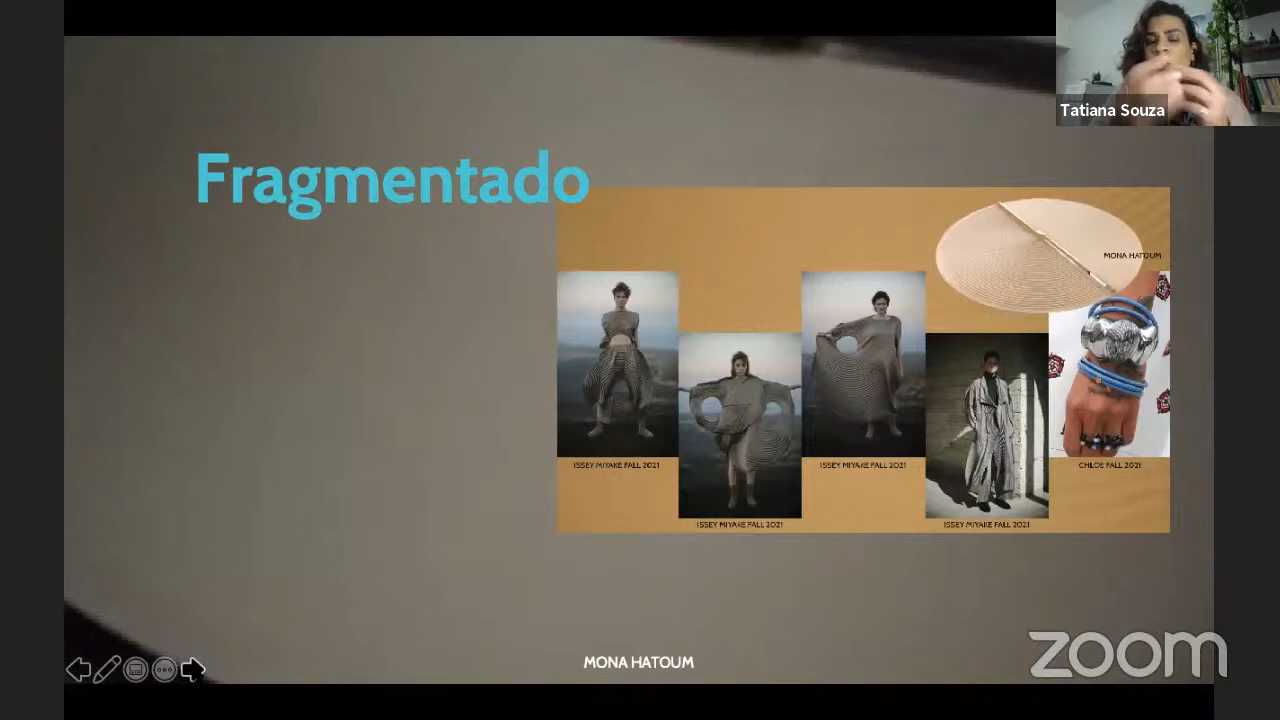 Tatiana Souza
Fragmentado
MONA HATOUM
ISSEY MIYAKE FALL 2021
ISSEY MIYAKE FALL 2021
CHLOE FALL 2021
ISSEY MIYAKE FALL 2021
ISSEY MIYAKE FALL 2021
MONA HATOUM
zoom